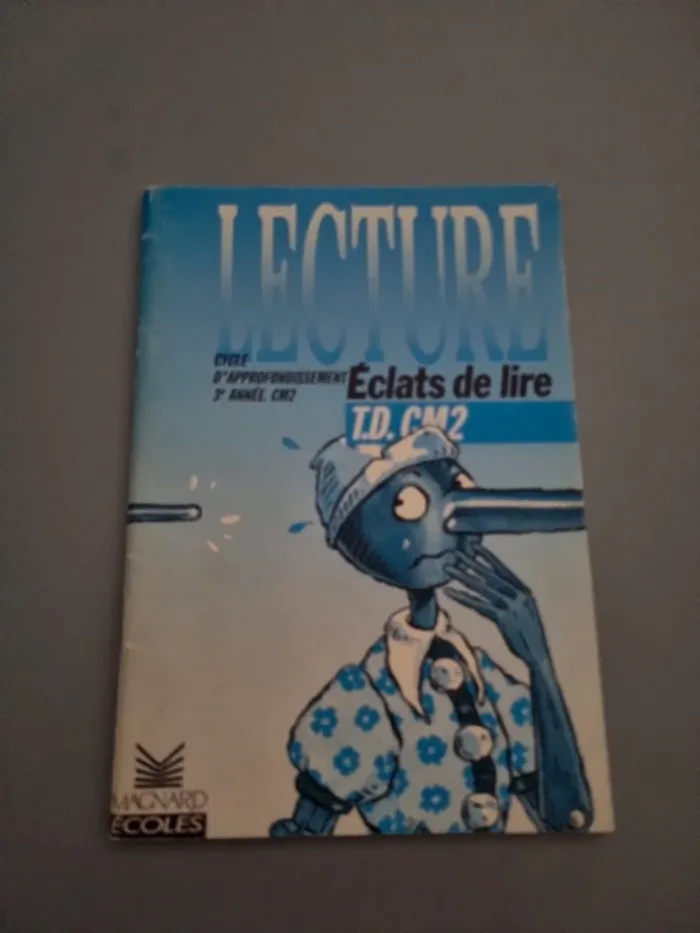 LECTURE
CYCLE
D'APPROFONDISSEMENT
3e ANNÉE. CM2
Éclats de lire
T.D. CM2
MAGNARD
ÉCOLES